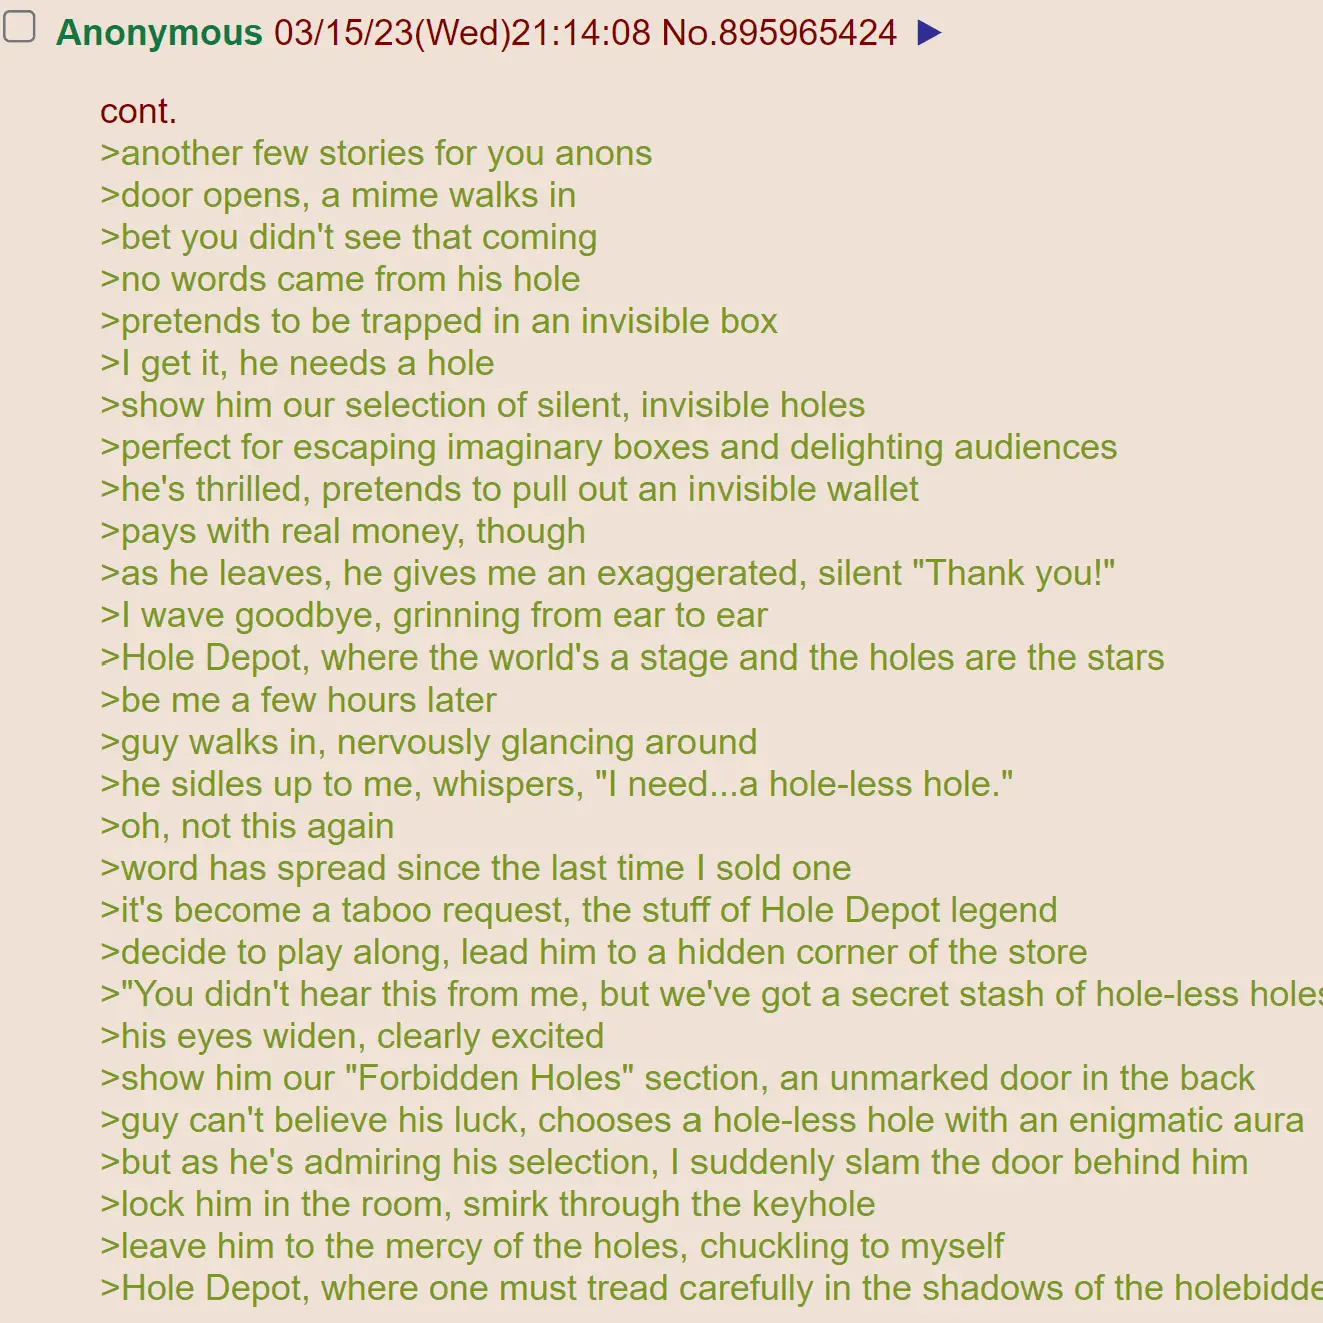 Anonymous 03/15/23(Wed)21:14:08 No.895965424 ▶
cont.
>another few stories for you anons
>door opens, a mime walks in
>bet you didn't see that coming
>no words came from his hole
>pretends to be trapped in an invisible box
>I get it, he needs a hole
>show him our selection of silent, invisible holes
>perfect for escaping imaginary boxes and delighting audiences
>he's thrilled, pretends to pull out an invisible wallet
>pays with real money, though
>as he leaves, he gives me an exaggerated, silent "Thank you!"
>I wave goodbye, grinning from ear to ear
>Hole Depot, where the world's a stage and the holes are the stars
>be me a few hours later
>guy walks in, nervously glancing around
>he sidles up to me, whispers, "I need...a hole-less hole."
>oh, not this again
>word has spread since the last time I sold one
>it's become a taboo request, the stuff of Hole Depot legend
>decide to play along, lead him to a hidden corner of the store
>"You didn't hear this from me, but we've got a secret stash of hole-less holes
>his eyes widen, clearly excited
>show him our "Forbidden Holes" section, an unmarked door in the back
>guy can't believe his luck, chooses a hole-less hole with an enigmatic aura
>but as he's admiring his selection, I suddenly slam the door behind him
>lock him in the room, smirk through the keyhole
>leave him to the mercy of the holes, chuckling to myself
>Hole Depot, where one must tread carefully in the shadows of the holebidde